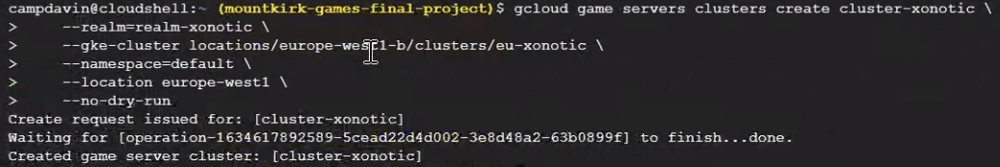 campdavin@cloudshell:~ (mountkirk-games-final-project)$ gcloud game servers clusters create cluster-xonotic \
>     --realm=realm-xonotic \
>     --gke-cluster locations/europe-west1-b/clusters/eu-xonotic \
>     --namespace=default \
>     --location europe-west1 \
>     --no-dry-run
Create request issued for: [cluster-xonotic]
Waiting for [operation-1634617892589-5cead22d4d002-3e8d48a2-63b0899f] to finish...done.
Created game server cluster: [cluster-xonotic]